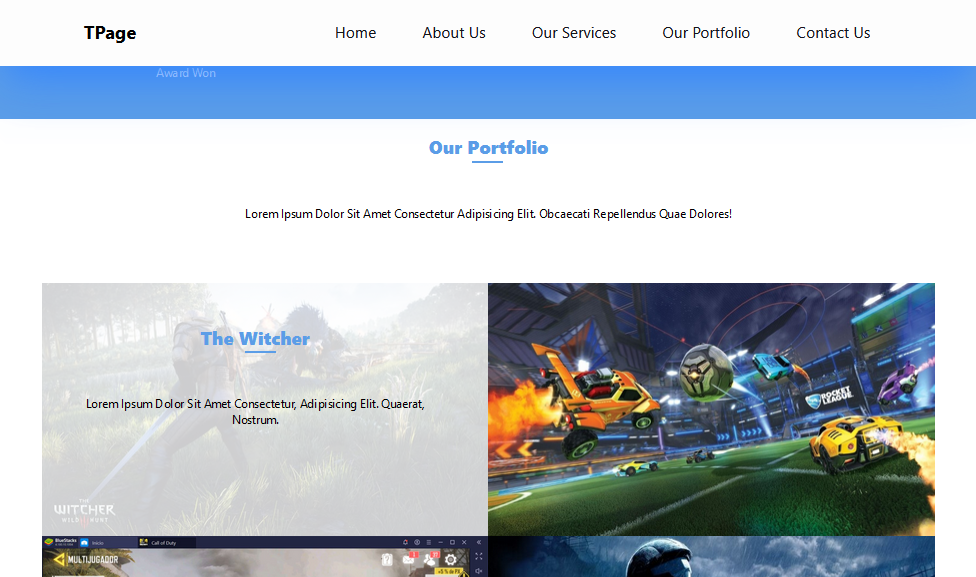 TPage
Home
About Us
Our Services
Our Portfolio
Contact Us
Award Won
Our Portfolio
Lorem Ipsum Dolor Sit Amet Consectetur Adipisicing Elit. Obcaecati Repellendus Quae Dolores!
The Witcher
Lorem Ipsum Dolor Sit Amet Consectetur, Adipisicing Elit. Quaerat,
Nostrum.
THE
WITCHER
WILD HUNT
ROCKET
LEAGUE
BlueStacks
Inicio
Call of Duty
MULTIJUGADOR